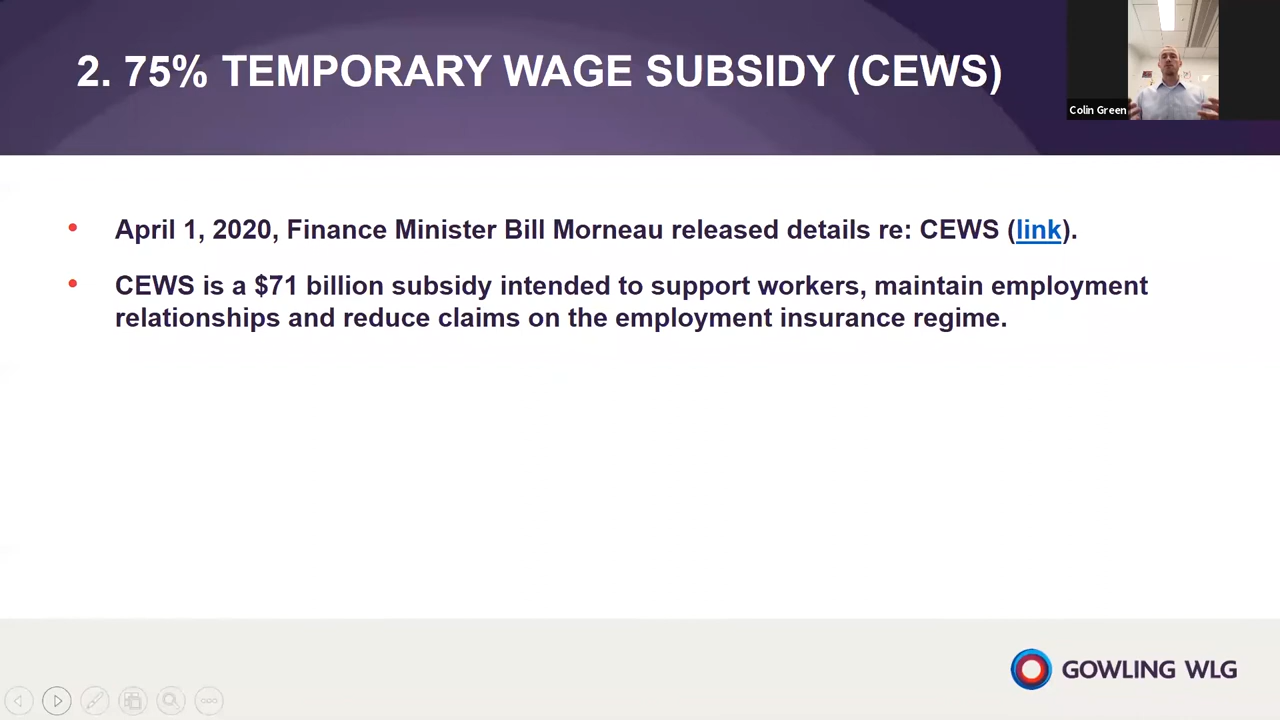 2. 75% TEMPORARY WAGE SUBSIDY (CEWS)
Colin Green
• April 1, 2020, Finance Minister Bill Morneau released details re: CEWS (link).
• CEWS is a $71 billion subsidy intended to support workers, maintain employment
relationships and reduce claims on the employment insurance regime.
GOWLING WLG